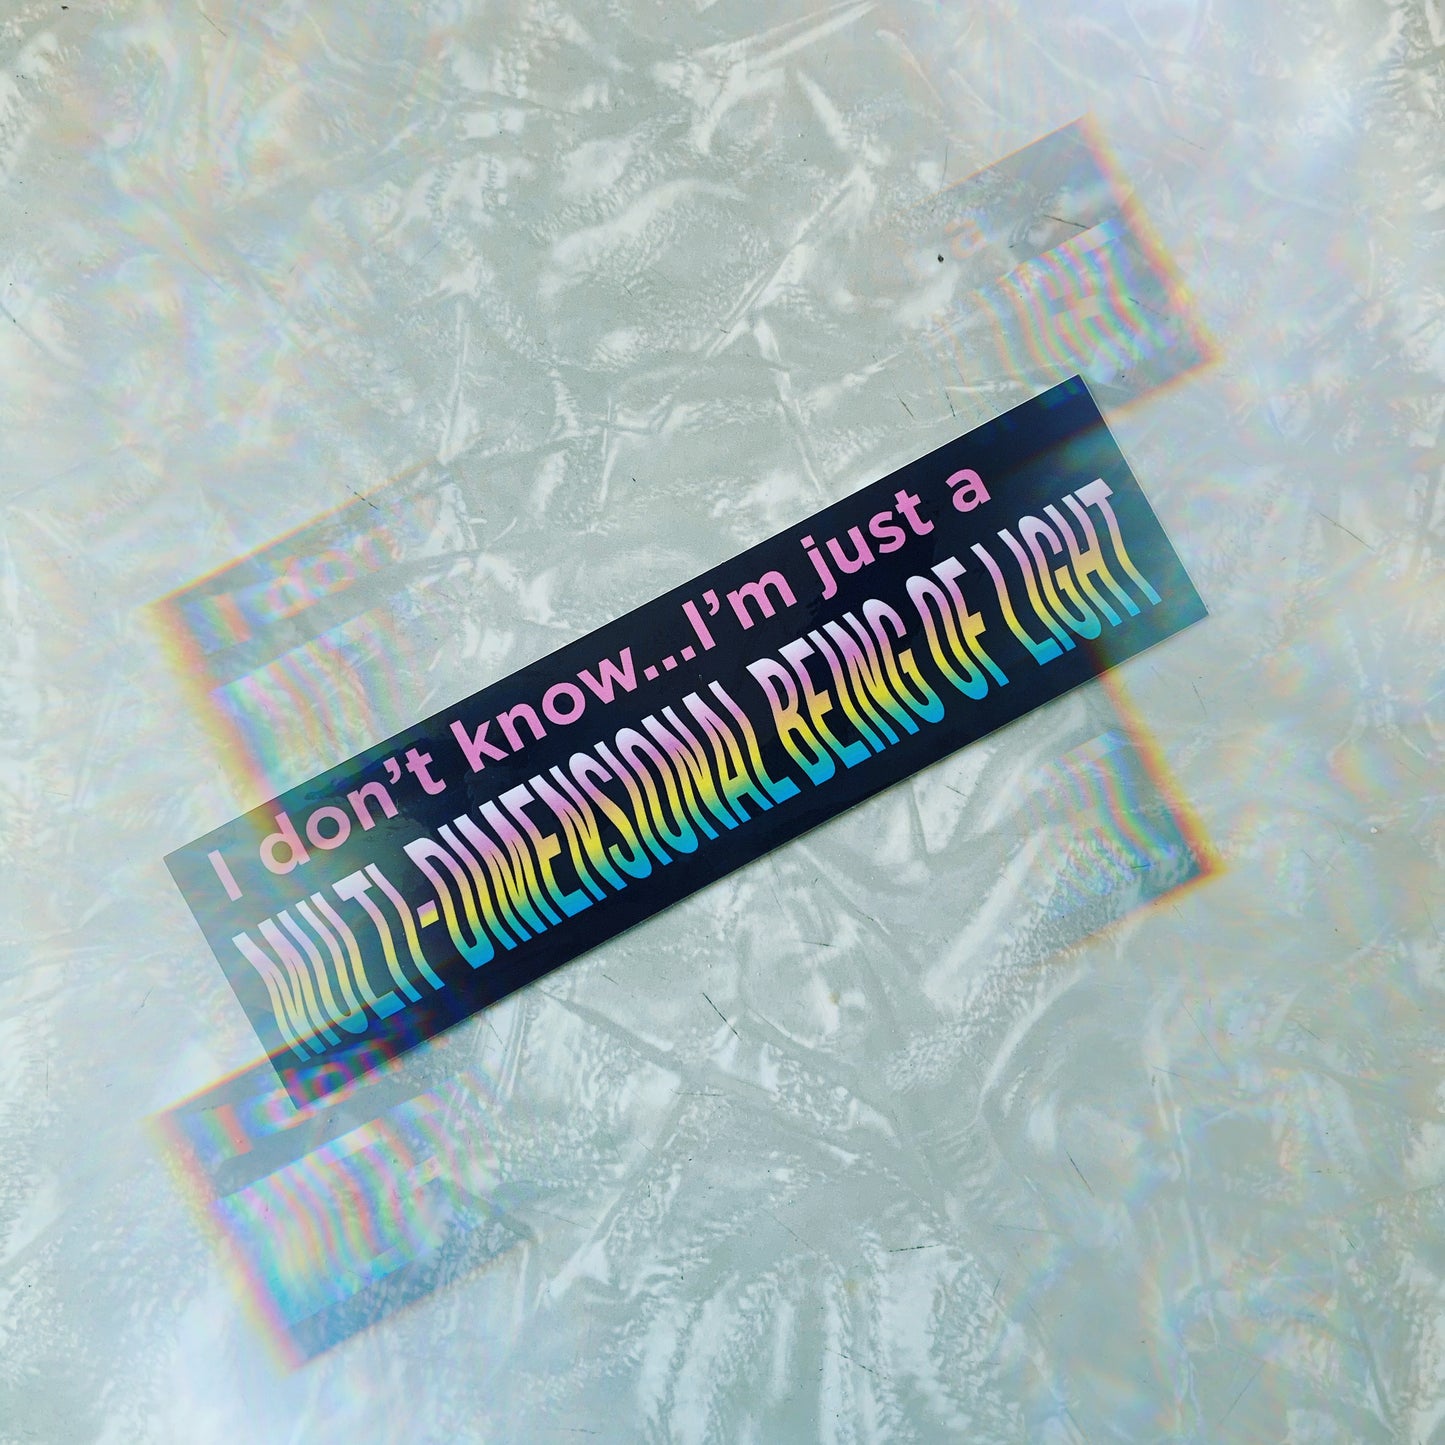 I don't know...I'm just a
MULTI-DIMENSIONAL BEING OF LIGHT